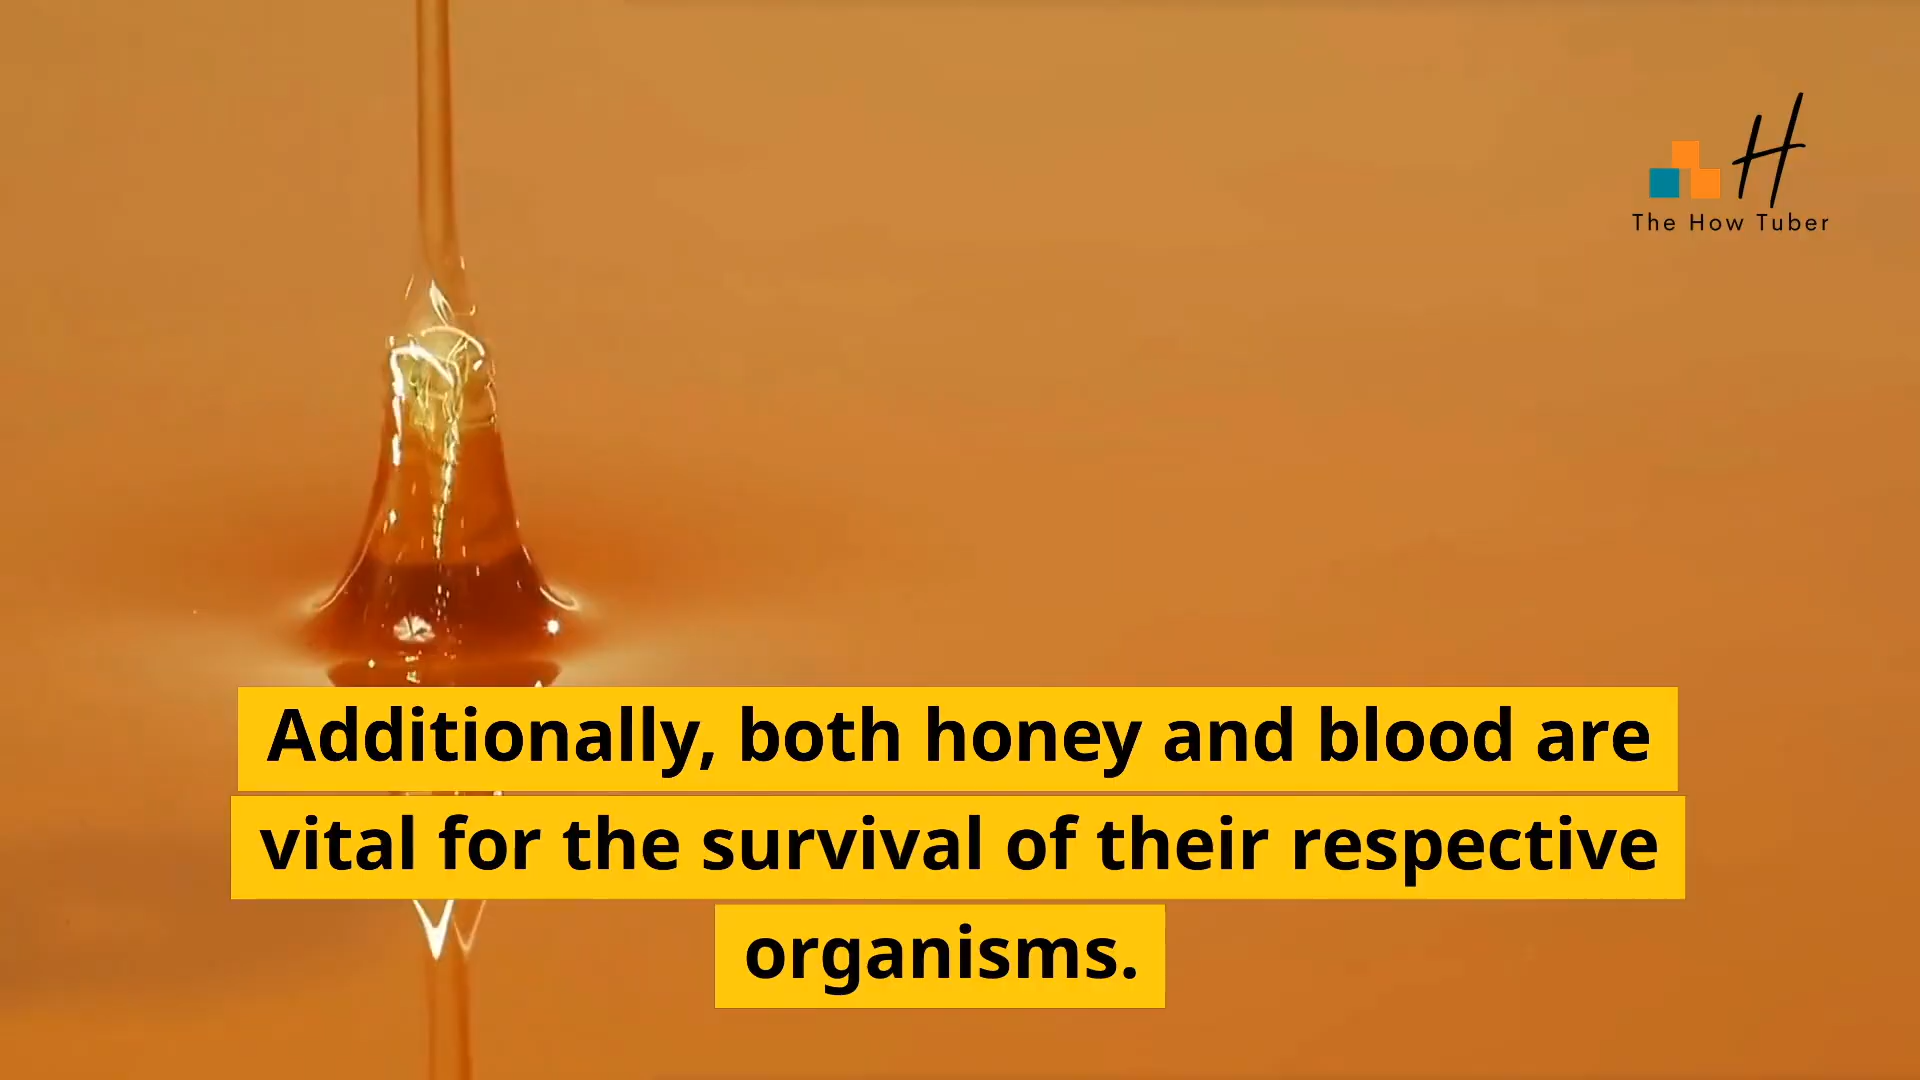 H
The How Tuber
Additionally, both honey and blood are
vital for the survival of their respective
organisms.